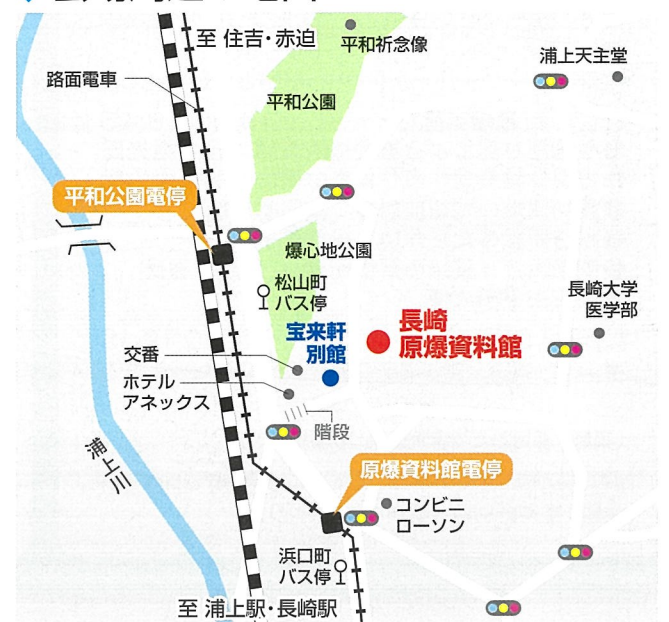 至 住吉・赤迫
平和祈念像
浦上天主堂
路面電車
平和公園
平和公園電停
爆心地公園
松山町
バス停
長崎大学
医学部
長崎
原爆資料館
宝来軒
別館
交番
ホテル
アネックス
階段
浦上川
原爆資料館電停
コンビニ
ローソン
浜口町
バス停
至 浦上駅・長崎駅